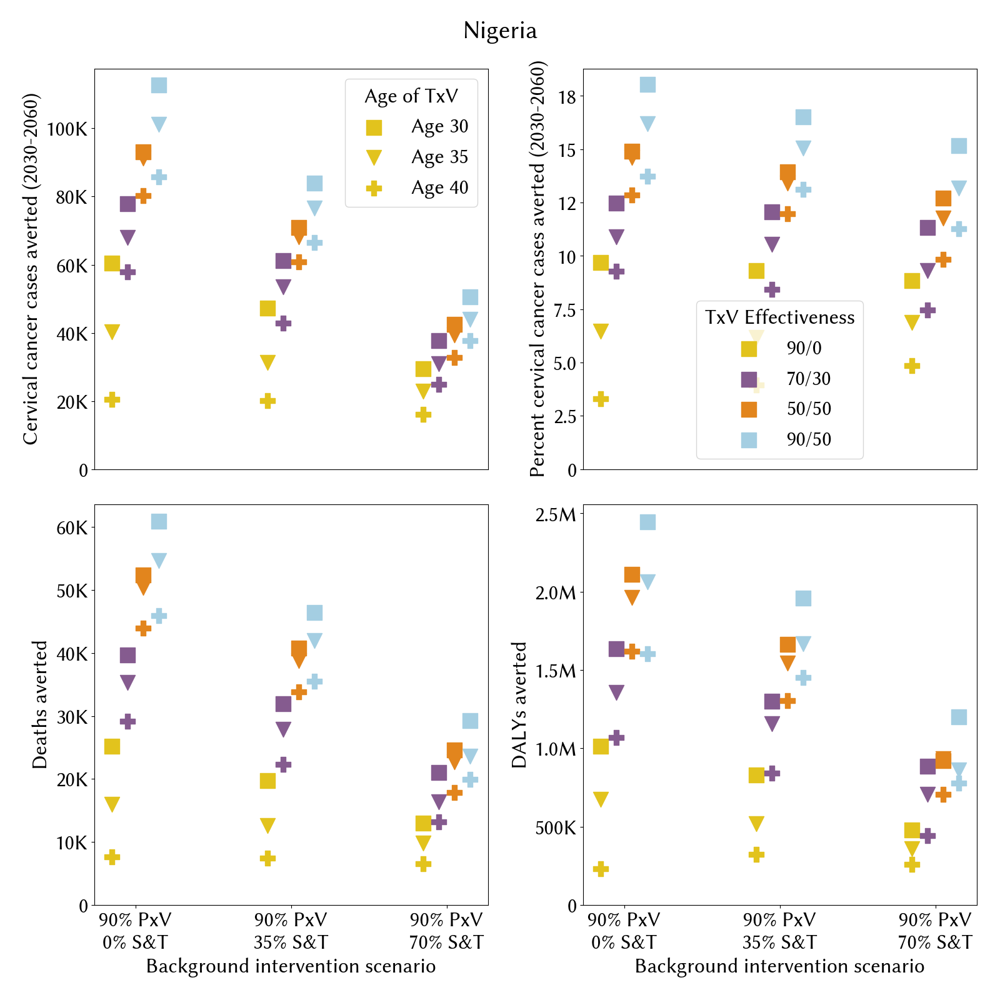 Nigeria
Cervical cancer cases averted (2030-2060)
100K
80K
60K
40K
20K
0
Age of TxV
Age 30
Age 35
Age 40
Percent cervical cancer cases averted (2030-2060)
18
15
12
10
7.5
5.0
2.5
0
TxV Effectiveness
90/0
70/30
50/50
90/50
Deaths averted
60K
50K
40K
30K
20K
10K
0
90% PxV
0% S&T
90% PxV
35% S&T
90% PxV
70% S&T
Background intervention scenario
DALYs averted
2.5M
2.0M
1.5M
1.0M
500K
0
90% PxV
0% S&T
90% PxV
35% S&T
90% PxV
70% S&T
Background intervention scenario